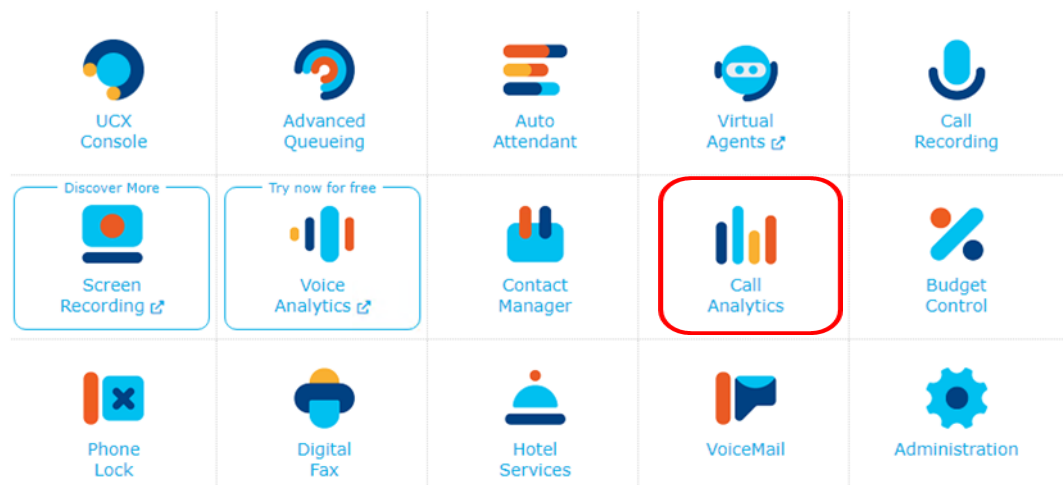 UCX
Console
Advanced
Queueing
Auto
Attendant
Virtual
Agents
Call
Recording
Discover More
Screen
Recording
Try now for free
Voice
Analytics
Contact
Manager
Call
Analytics
Budget
Control
Phone
Lock
Digital
Fax
Hotel
Services
VoiceMail
Administration